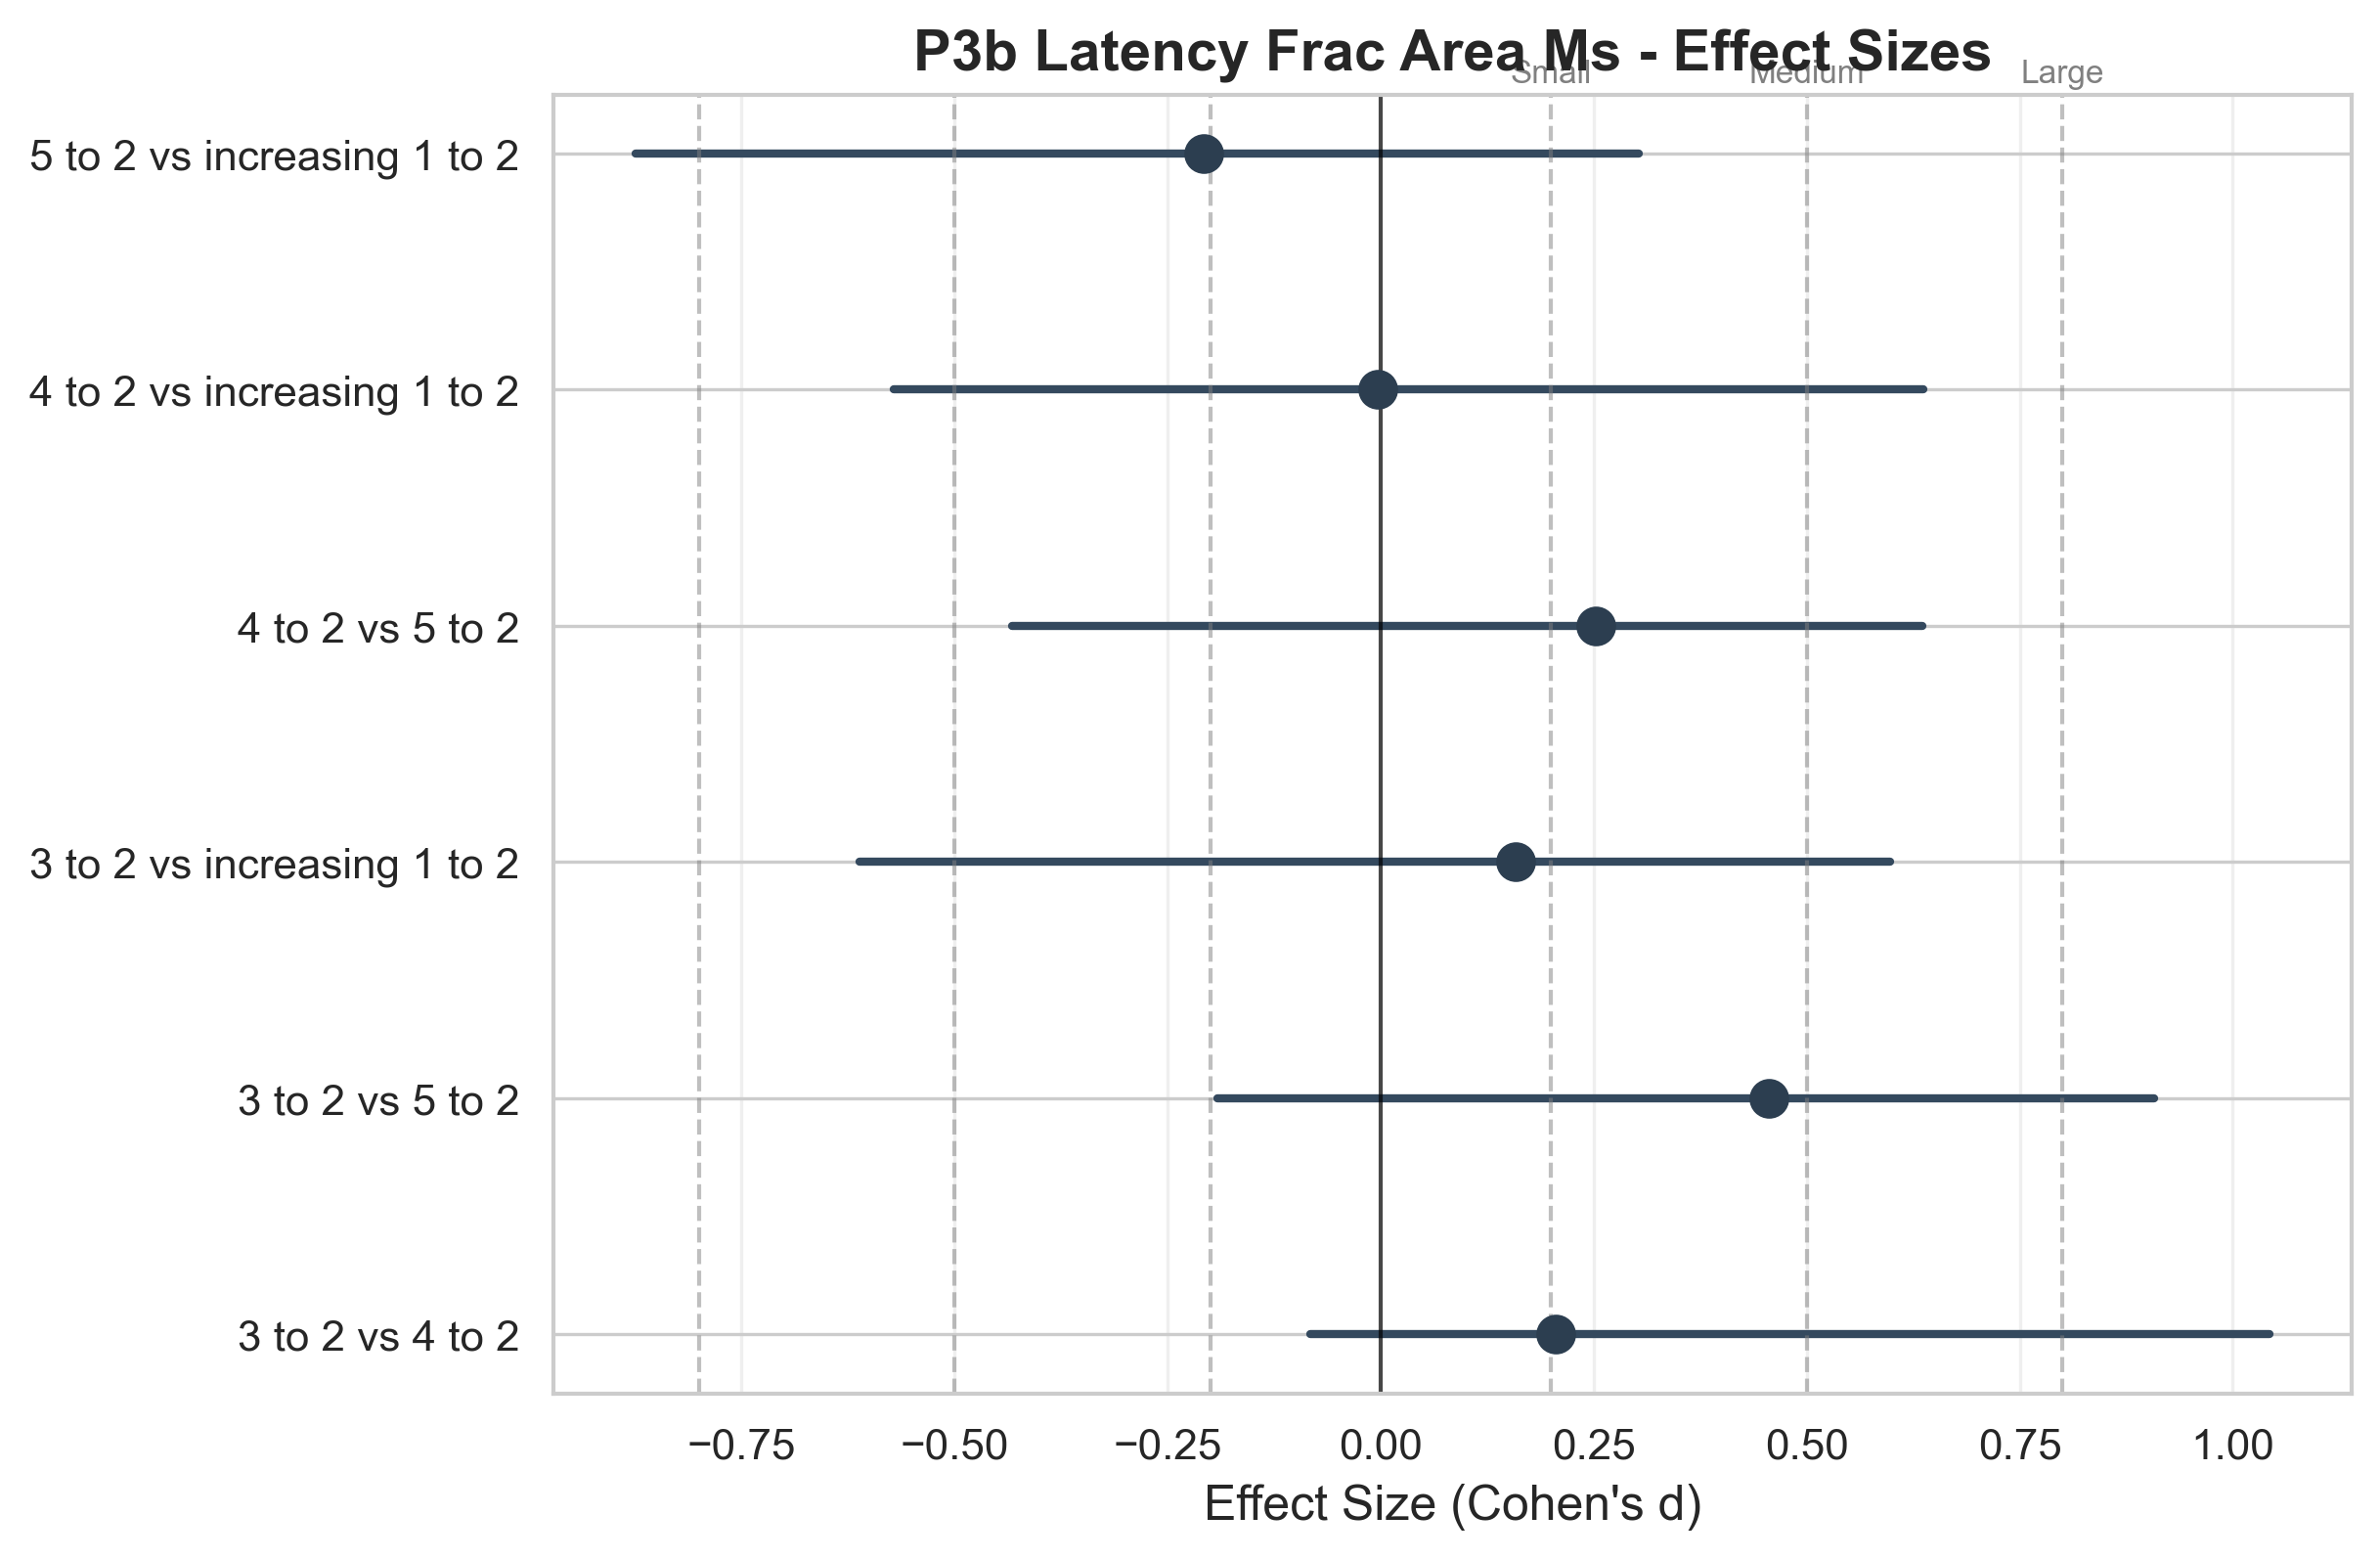 P3b Latency Frac Area Ms - Effect Sizes
Small Medium Large
5 to 2 vs increasing 1 to 2
4 to 2 vs increasing 1 to 2
4 to 2 vs 5 to 2
3 to 2 vs increasing 1 to 2
3 to 2 vs 5 to 2
3 to 2 vs 4 to 2
−0.75 −0.50 −0.25 0.00 0.25 0.50 0.75 1.00
Effect Size (Cohen's d)